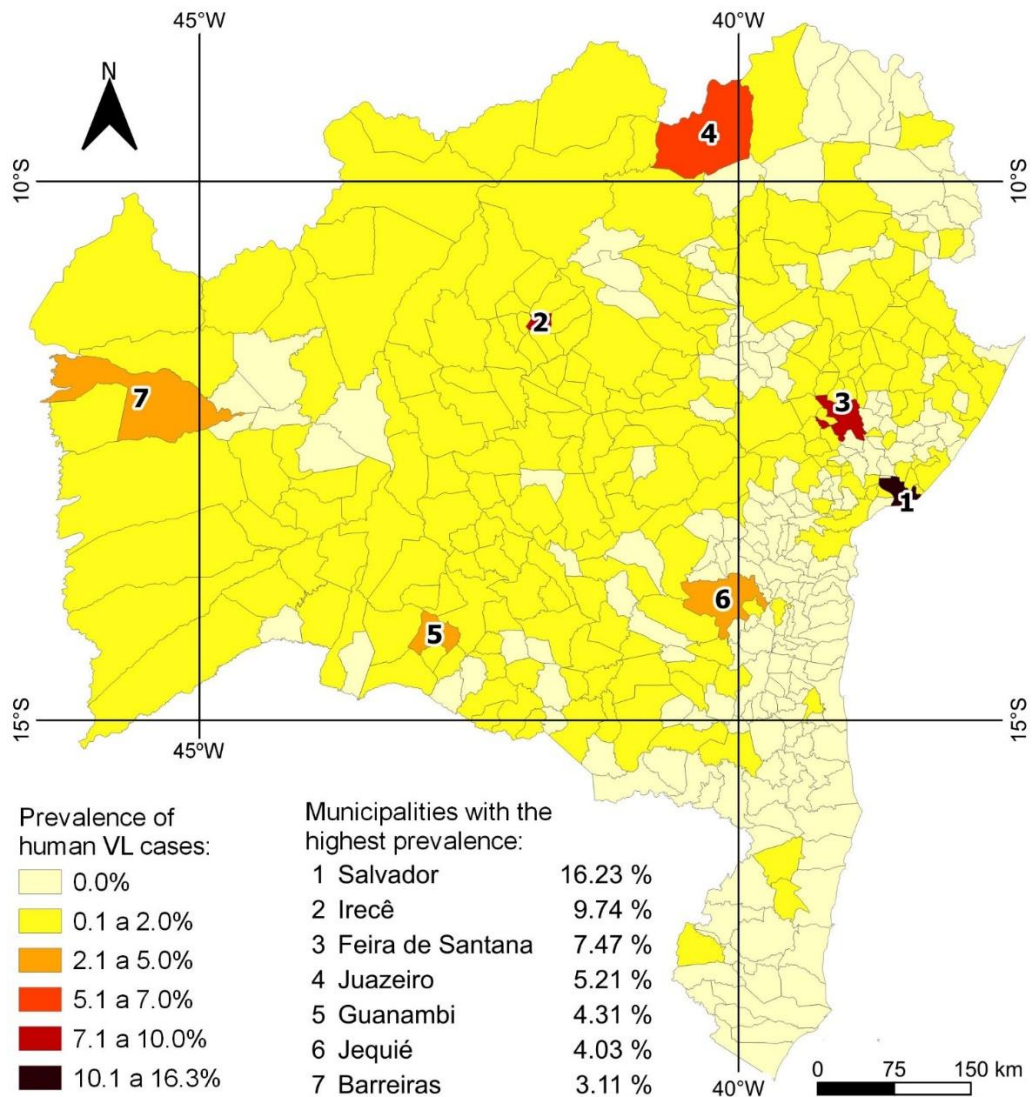 45°W
40°W
N
4
10°S
10°S
2
7
3
1
6
5
15°S
15°S
45°W
Prevalence of
human VL cases:
0.0%
0.1 a 2.0%
2.1 a 5.0%
5.1 a 7.0%
7.1 a 10.0%
10.1 a 16.3%
Municipalities with the
highest prevalence:
1 Salvador 16.23 %
2 Irecê 9.74 %
3 Feira de Santana 7.47 %
4 Juazeiro 5.21 %
5 Guanambi 4.31 %
6 Jequié 4.03 %
7 Barreiras 3.11 %
40°W
0 75 150 km